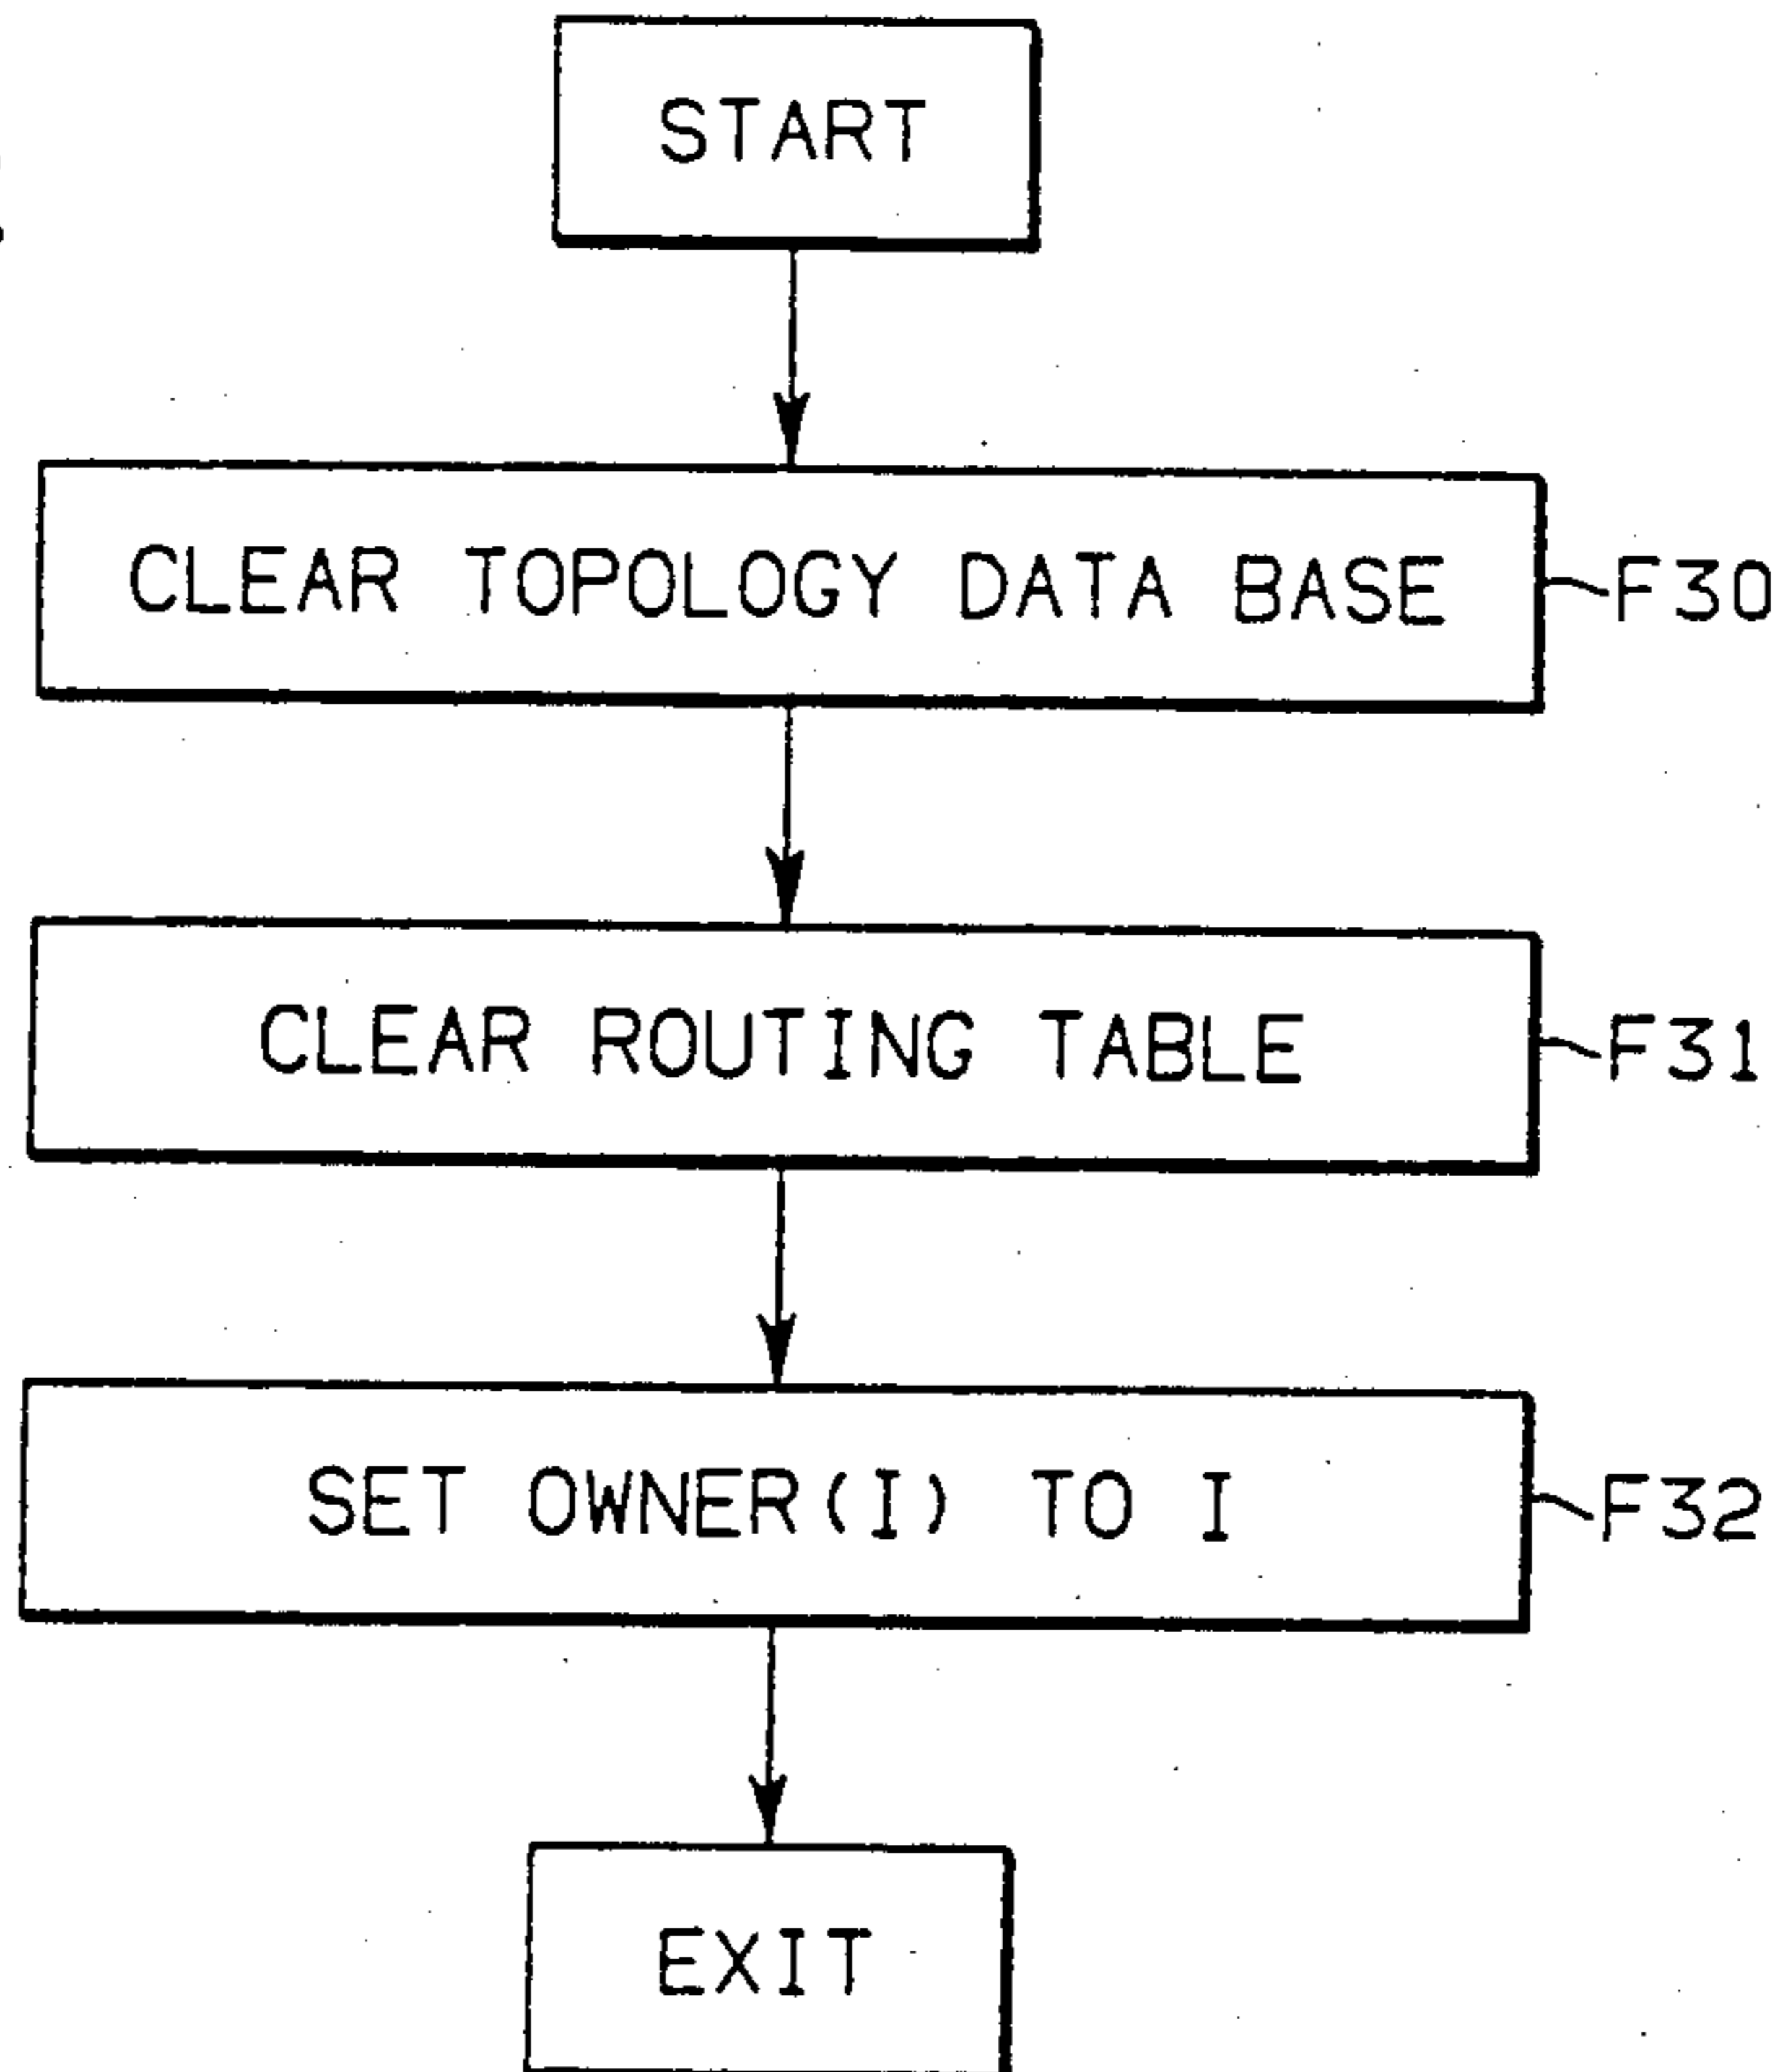 START
CLEAR TOPOLOGY DATA BASE
F30
CLEAR ROUTING TABLE
F31
SET OWNER(I) TO I
F32
EXIT